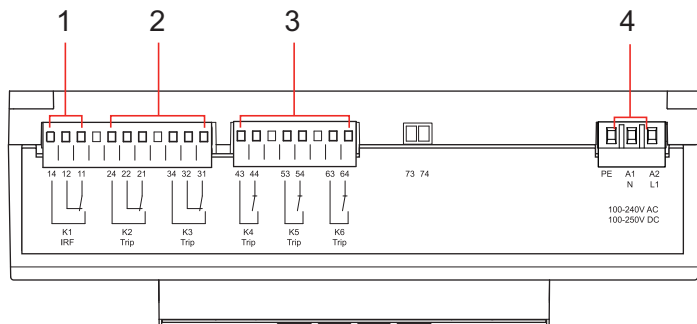 1 2 3 4
14 12 11 24 22 21 34 32 31 43 44 53 54 63 64 73 74 PE A1 A2
N L1
K1 K2 K3 K4 K5 K6
IRF Trip Trip Trip Trip Trip
100-240V AC
100-250V DC